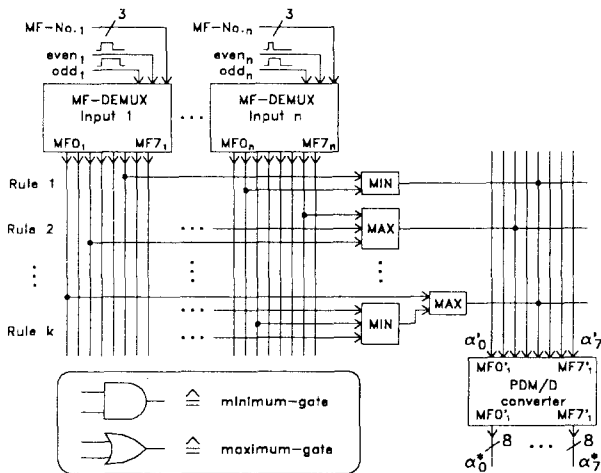 3 3
MF-No.₁ MF-No.ₙ
even₁ evenₙ
odd₁ oddₙ
MF-DEMUX MF-DEMUX
Input 1 ... Input n
MF0₁ MF7₁ MF0ₙ MF7ₙ
Rule 1 MIN
Rule 2 ... MAX
...
MAX
Rule k ... MIN
α'₀ α'₇
MF0'₁ MF7'₁
PDM/D
converter
MF0'₁ MF7'₁
8 ... 8
α*₀ α*₇
≙ minimum-gate
≙ maximum-gate